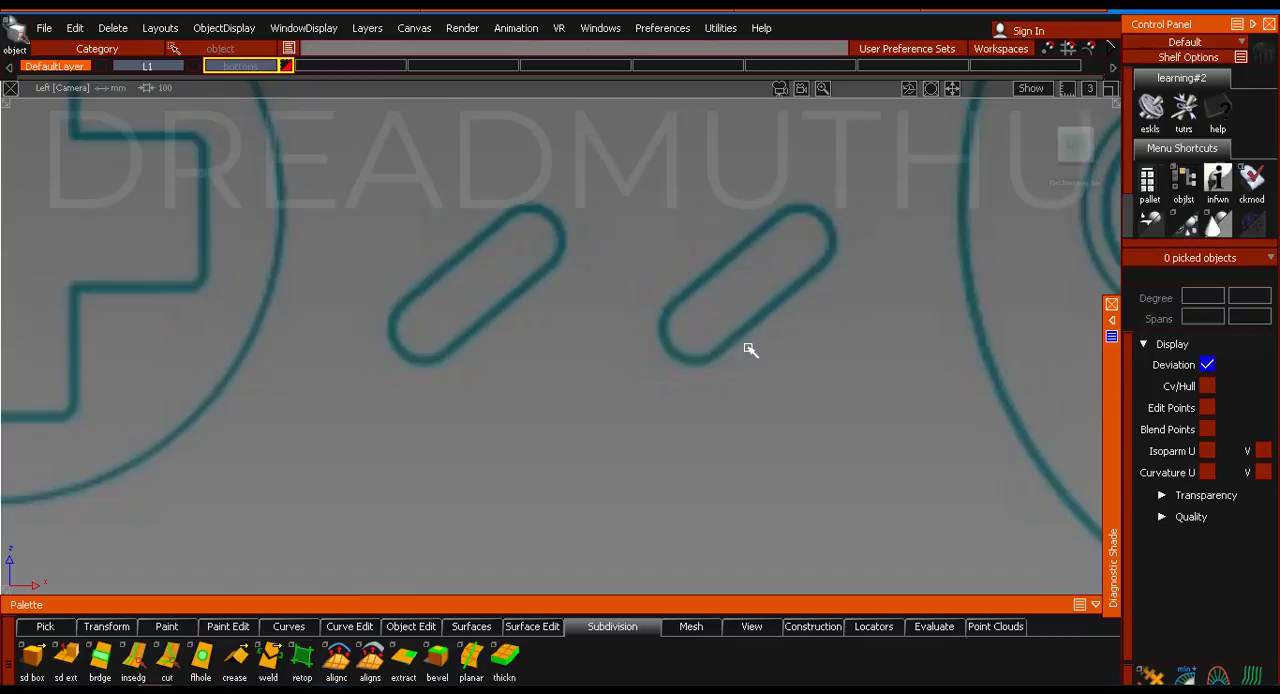 File Edit Delete Layouts ObjectDisplay WindowDisplay Layers Canvas Render Animation VR Windows Preferences Utilities Help
Sign In
Control Panel
object
Category
object
User Preference Sets
Workspaces
Default
Shelf Options
DefaultLayer
L1
bottons
learning#2
Left [Camera]
mm
100
Show
3
DREADMUTHU
eskls tutrs help
Menu Shortcuts
pallet objlst infwn ckmod
0 picked objects
Degree
Spans
Display
Deviation
Cv/Hull
Edit Points
Blend Points
Isoparm U V
Curvature U V
Transparency
Quality
Diagnostic Shade
z
x
Palette
Pick Transform Paint Paint Edit Curves Curve Edit Object Edit Surfaces Surface Edit Subdivision Mesh View Construction Locators Evaluate Point Clouds
sd box sd ext brdge insedg cut flhole crease weld retop alignc aligns extract bevel planar thickn
min